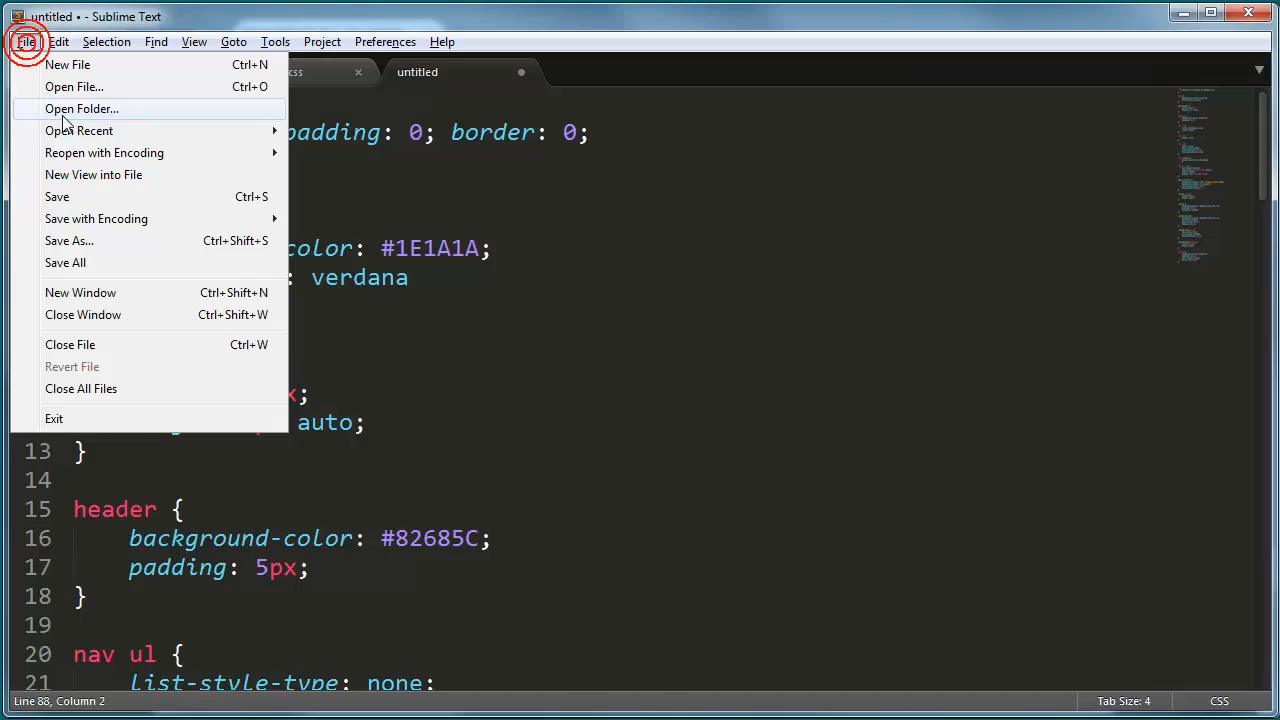 untitled • - Sublime Text
File Edit Selection Find View Goto Tools Project Preferences Help
css × untitled
New File Ctrl+N
Open File... Ctrl+O
Open Folder...
Open Recent
Reopen with Encoding
New View into File
Save Ctrl+S
Save with Encoding
Save As... Ctrl+Shift+S
Save All
New Window Ctrl+Shift+N
Close Window Ctrl+Shift+W
Close File Ctrl+W
Revert File
Close All Files
Exit
padding: 0; border: 0;
color: #1E1A1A;
: verdana
x;
auto;
13 }
14
15 header {
16 background-color: #82685C;
17 padding: 5px;
18 }
19
20 nav ul {
21 list-style-type: none;
Line 88, Column 2 Tab Size: 4 CSS